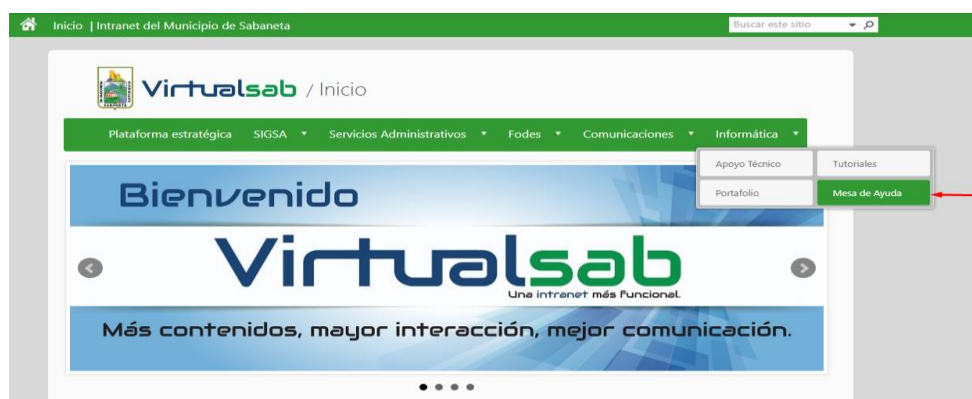 Inicio | Intranet del Municipio de Sabaneta
Buscar este sitio
Virtualsab / Inicio
Plataforma estratégica SIGSA Servicios Administrativos Fodes Comunicaciones Informática
Apoyo Técnico Tutoriales
Portafolio Mesa de Ayuda
Bienvenido
Virtualsab
Una intranet más funcional.
Más contenidos, mayor interacción, mejor comunicación.